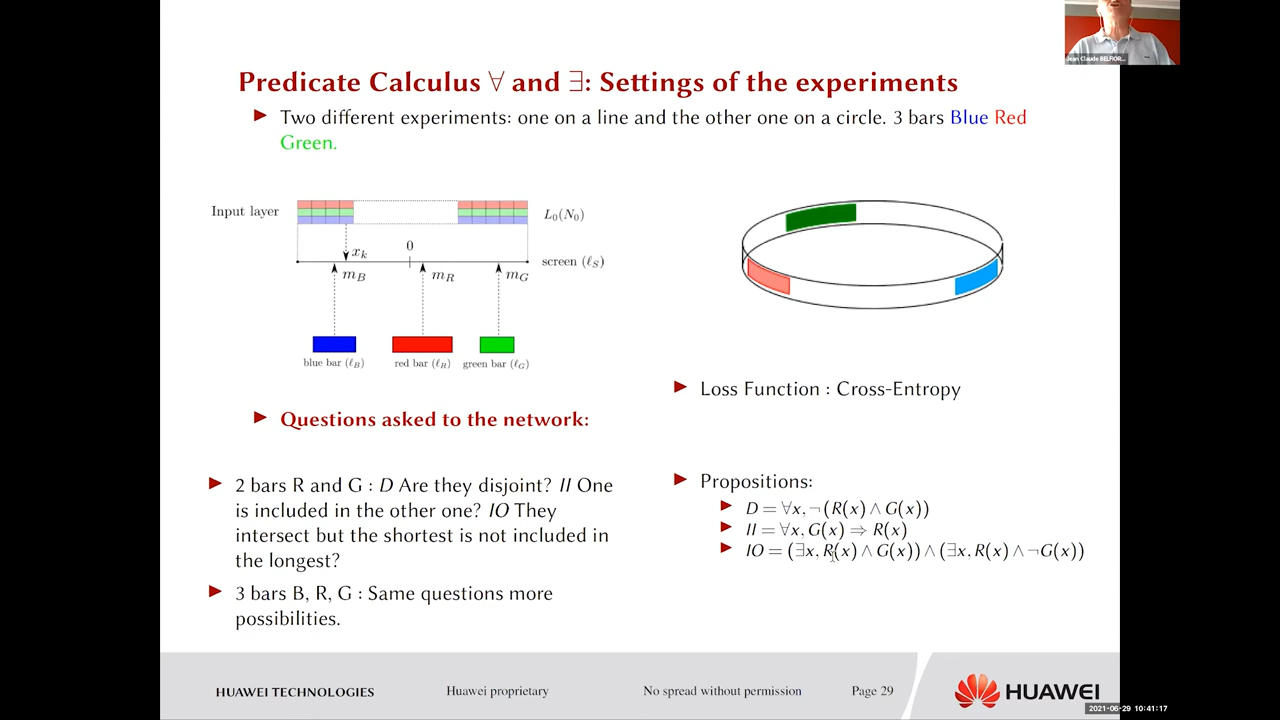 Jean Claude BELFIOR...
Predicate Calculus ∀ and ∃: Settings of the experiments
▶ Two different experiments: one on a line and the other one on a circle. 3 bars Blue Red
Green.
Input layer
L₀(N₀)
x_k
0
screen (ℓ_S)
m_B
m_R
m_G
blue bar (ℓ_B)
red bar (ℓ_R)
green bar (ℓ_G)
▶ Loss Function : Cross-Entropy
▶ Questions asked to the network:
▶ 2 bars R and G : D Are they disjoint? II One
is included in the other one? IO They
intersect but the shortest is not included in
the longest?
▶ 3 bars B, R, G : Same questions more
possibilities.
▶ Propositions:
▶ D = ∀x, ¬ (R(x) ∧ G(x))
▶ II = ∀x, G(x) ⇒ R(x)
▶ IO = (∃x, R(x) ∧ G(x)) ∧ (∃x, R(x) ∧ ¬G(x))
HUAWEI TECHNOLOGIES
Huawei proprietary
No spread without permission
Page 29
HUAWEI
2021-06-29 10:41:17